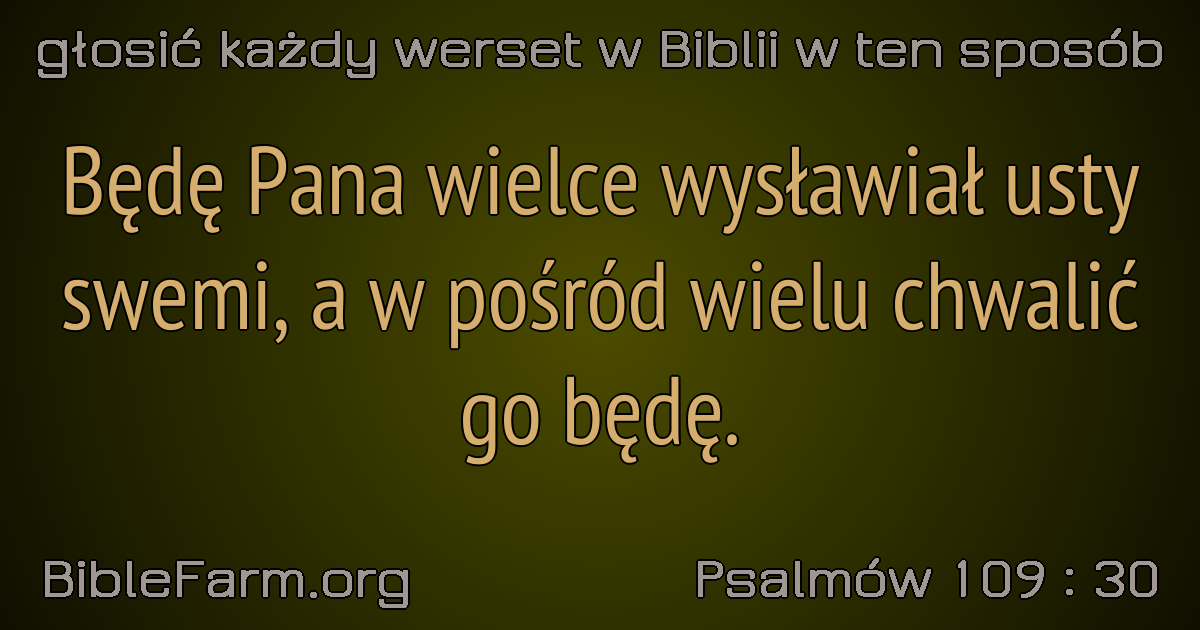 głosić każdy werset w Biblii w ten sposób
Będę Pana wielce wysławiał usty
swemi, a w pośród wielu chwalić
go będę.
BibleFarm.org
Psalmów 109 : 30